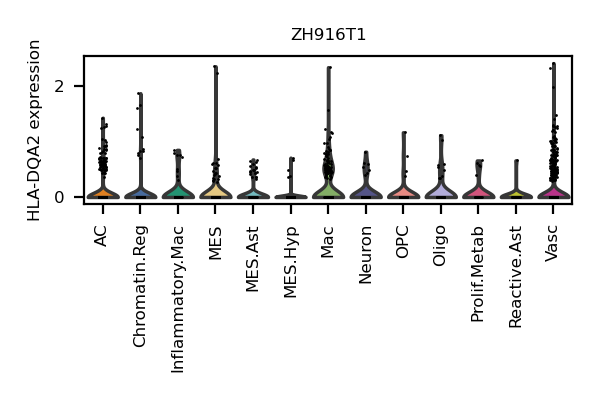 ZH916T1
HLA-DQA2 expression
2
0
AC
Chromatin.Reg
Inflammatory.Mac
MES
MES.Ast
MES.Hyp
Mac
Neuron
OPC
Oligo
Prolif.Metab
Reactive.Ast
Vasc